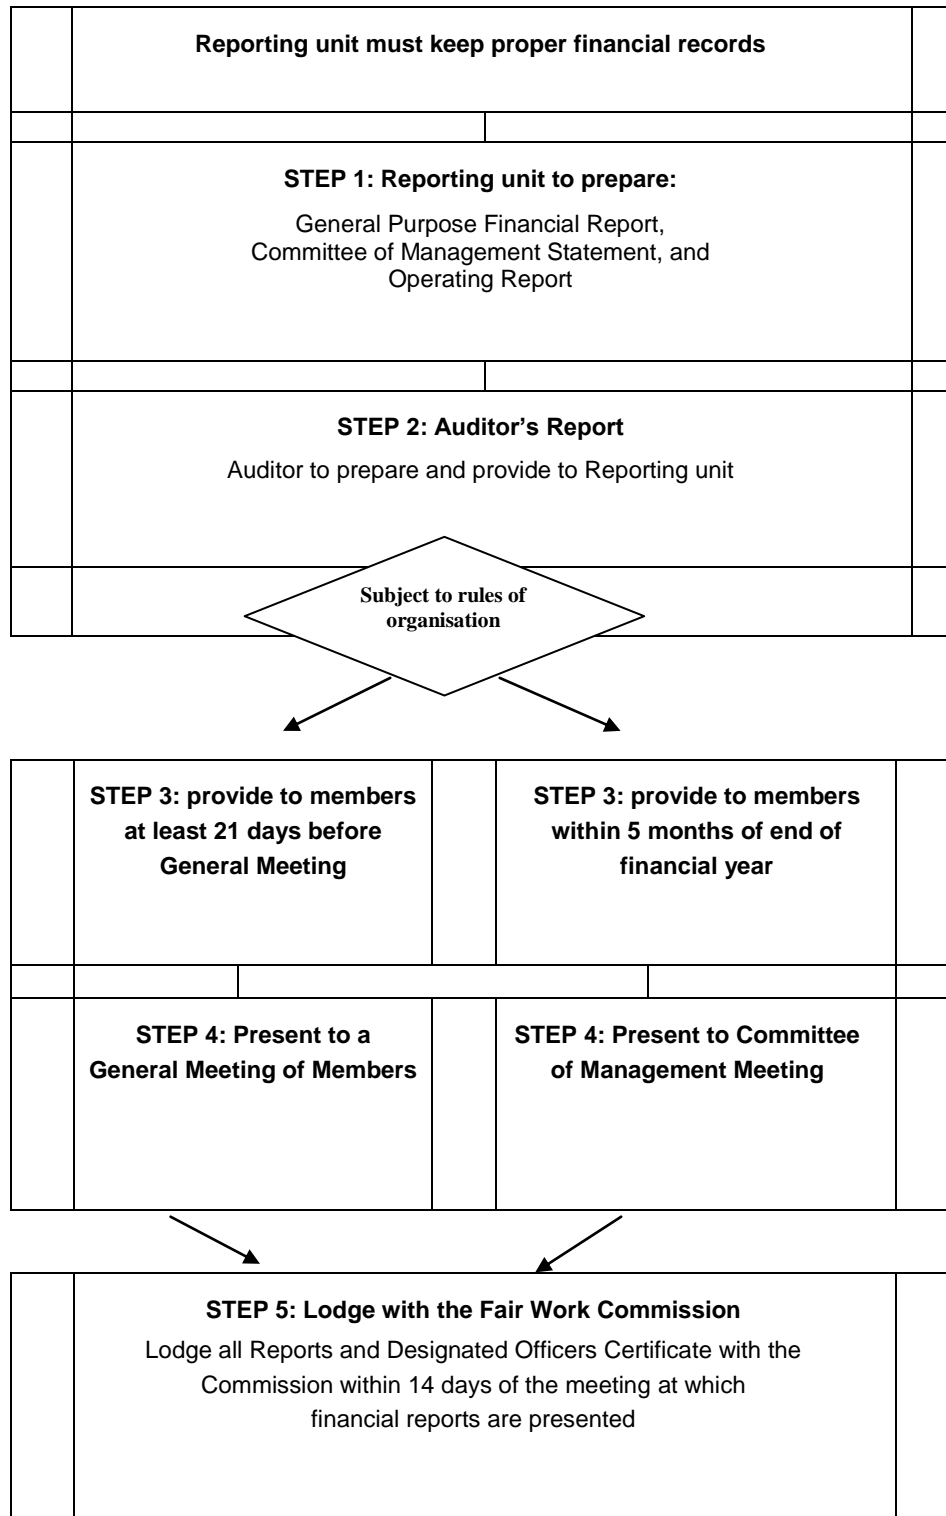 Reporting unit must keep proper financial records
STEP 1: Reporting unit to prepare:
General Purpose Financial Report,
Committee of Management Statement, and
Operating Report
STEP 2: Auditor’s Report
Auditor to prepare and provide to Reporting unit
Subject to rules of
organisation
STEP 3: provide to members
at least 21 days before
General Meeting
STEP 3: provide to members
within 5 months of end of
financial year
STEP 4: Present to a
General Meeting of Members
STEP 4: Present to Committee
of Management Meeting
STEP 5: Lodge with the Fair Work Commission
Lodge all Reports and Designated Officers Certificate with the
Commission within 14 days of the meeting at which
financial reports are presented